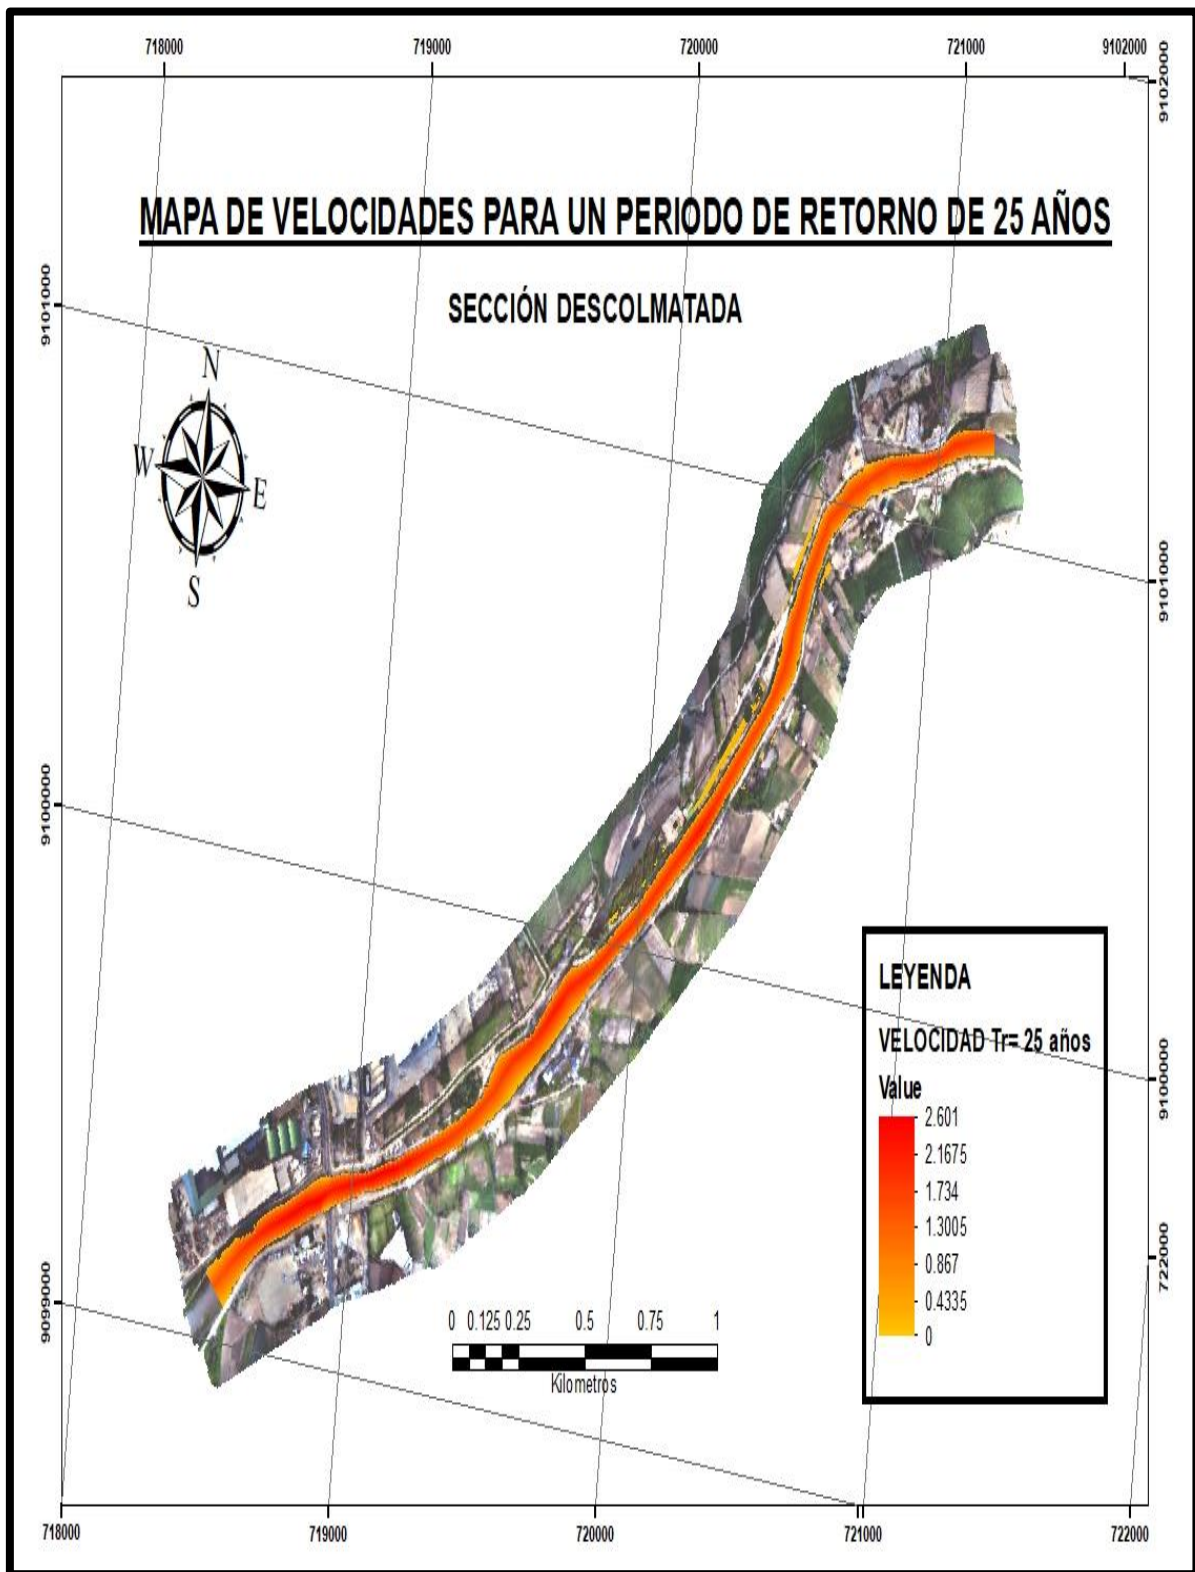 718000 719000 720000 721000 9102000
9102000
MAPA DE VELOCIDADES PARA UN PERIODO DE RETORNO DE 25 AÑOS
SECCIÓN DESCOLMATADA
9101000
N
W
E
S
9101000
9100000
LEYENDA
VELOCIDAD Tr= 25 años
Value
2.601
2.1675
1.734
1.3005
0.867
0.4335
0
9100000
722000
9099000
0 0.125 0.25 0.5 0.75 1
Kilometros
718000 719000 720000 721000 722000